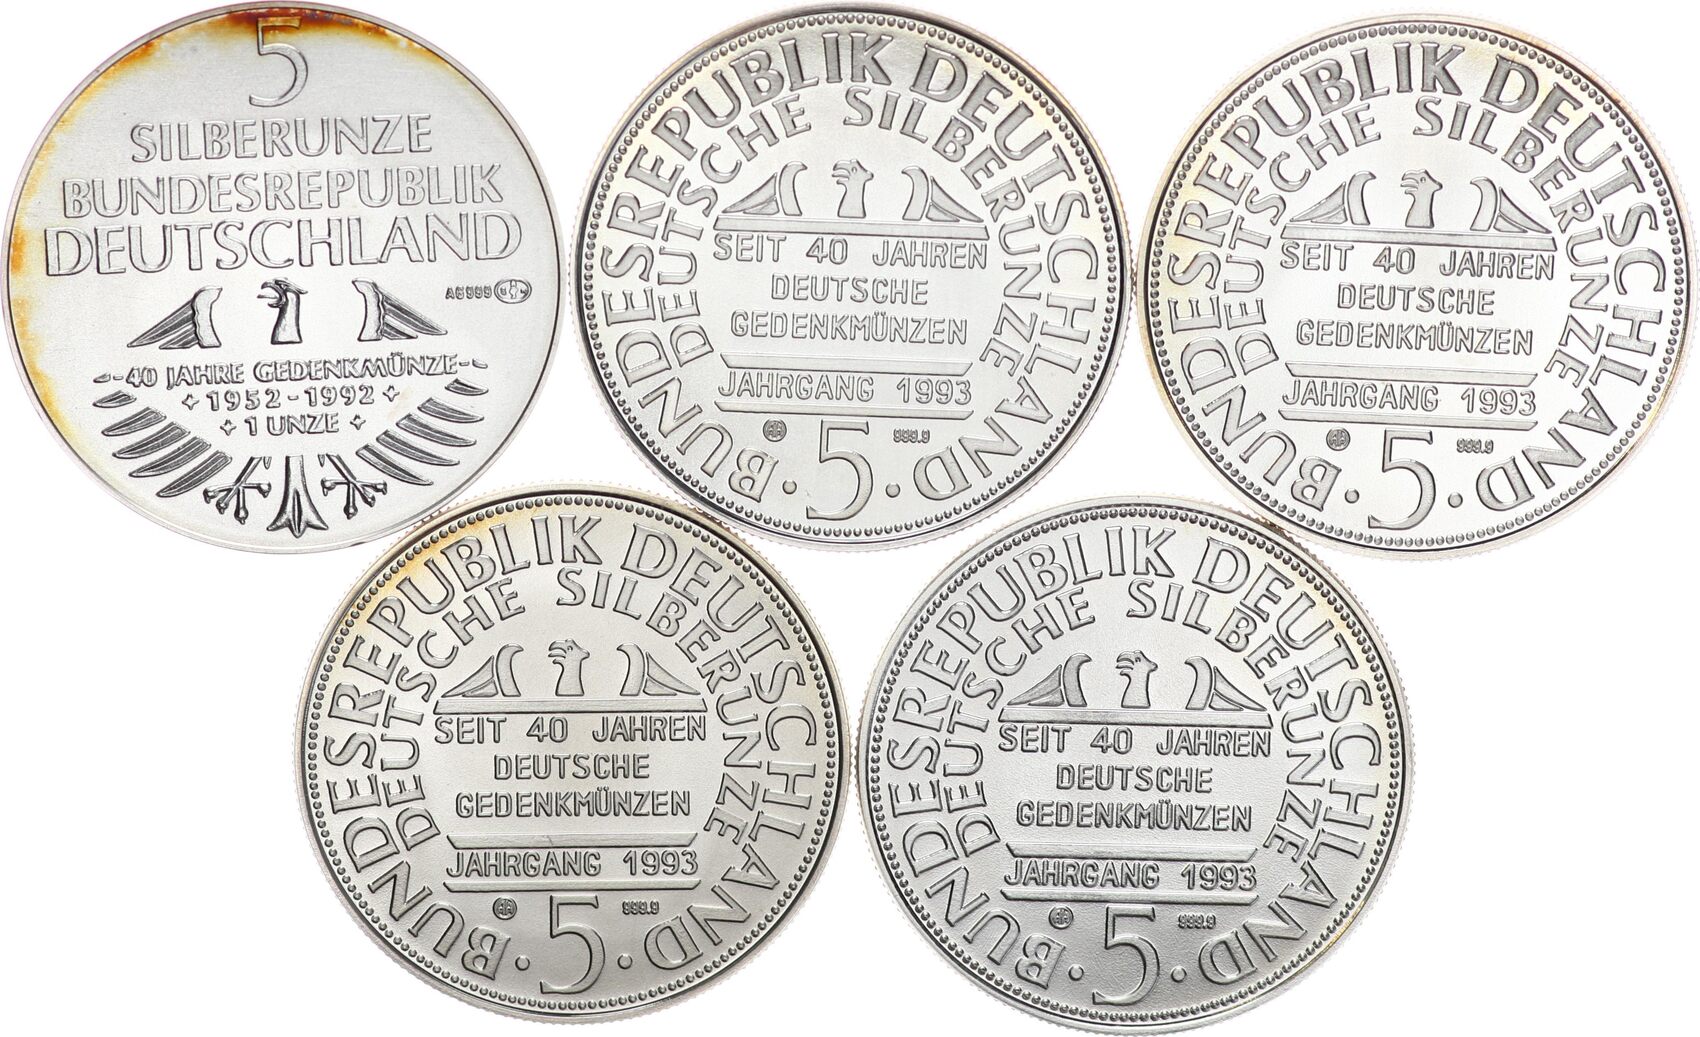 5
SILBERUNZE
BUNDESREPUBLIK
DEUTSCHLAND
AG 999
40 JAHRE GEDENKMÜNZE
1952-1992
1 UNZE
BUNDESREPUBLIK DEUTSCHLAND
DEUTSCHE SILBERUNZE
SEIT 40 JAHREN
DEUTSCHE
GEDENKMÜNZEN
JAHRGANG 1993
999.9
· 5 ·
BUNDESREPUBLIK DEUTSCHLAND
DEUTSCHE SILBERUNZE
SEIT 40 JAHREN
DEUTSCHE
GEDENKMÜNZEN
JAHRGANG 1993
999.9
· 5 ·
BUNDESREPUBLIK DEUTSCHLAND
DEUTSCHE SILBERUNZE
SEIT 40 JAHREN
DEUTSCHE
GEDENKMÜNZEN
JAHRGANG 1993
999.9
· 5 ·
BUNDESREPUBLIK DEUTSCHLAND
DEUTSCHE SILBERUNZE
SEIT 40 JAHREN
DEUTSCHE
GEDENKMÜNZEN
JAHRGANG 1993
999.9
· 5 ·